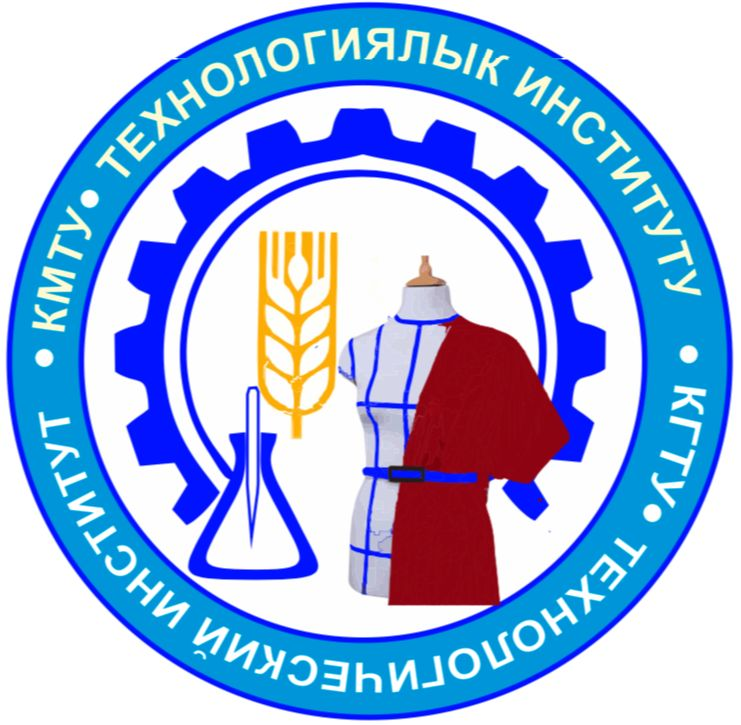 КМТУ • ТЕХНОЛОГИЯЛЫК ИНСТИТУТУ
КГТУ • ТЕХНОЛОГИЧЕСКИЙ ИНСТИТУТ